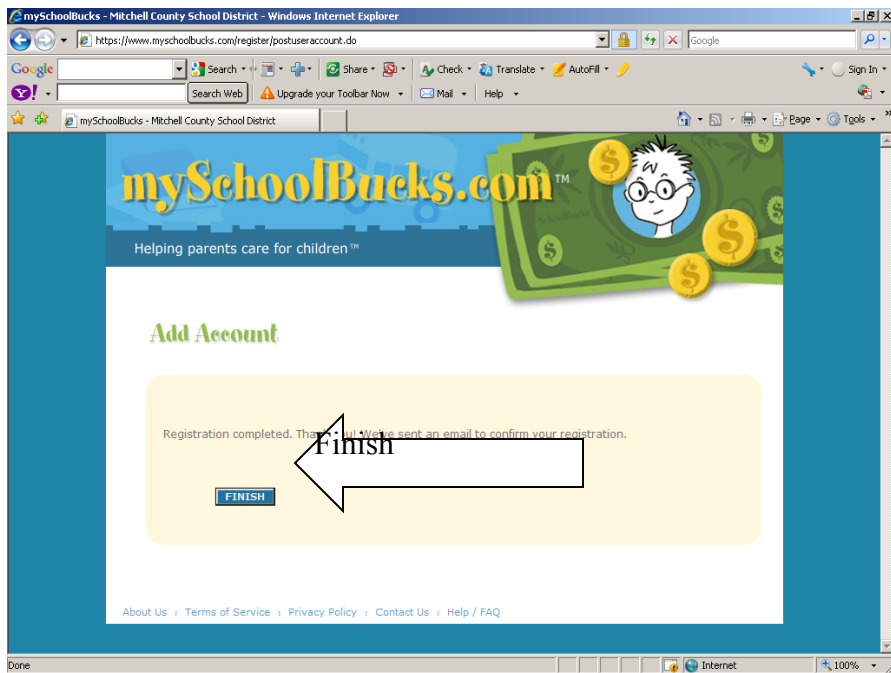 mySchoolBucks - Mitchell County School District - Windows Internet Explorer
https://www.myschoolbucks.com/register/postuseraccount.do
Google
Google Search Share Check Translate AutoFill Sign In
Y! Search Web Upgrade your Toolbar Now Mail Help
mySchoolBucks - Mitchell County School District Page Tools
mySchoolBucks.com™
Helping parents care for children™
Add Account
Registration completed. Thank you! We've sent an email to confirm your registration.
Finish
FINISH
About Us : Terms of Service : Privacy Policy : Contact Us : Help / FAQ
Done Internet 100%